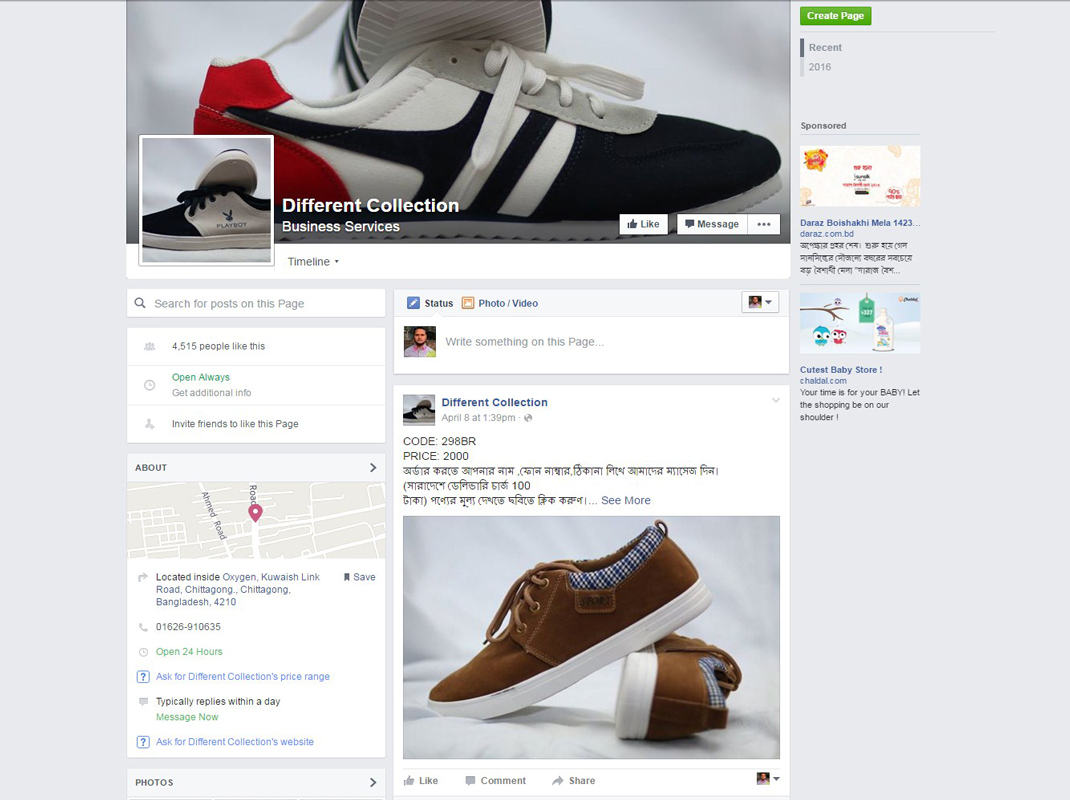 Create Page
Recent
2016
PLAYBOY
Different Collection
Business Services
Like
Message
Timeline
Search for posts on this Page
4,515 people like this
Open Always
Get additional info
Invite friends to like this Page
ABOUT
Ahmed Road
Road
Located inside Oxygen, Kuwaish Link
Road, Chittagong., Chittagong,
Bangladesh, 4210
Save
01626-910635
Open 24 Hours
? Ask for Different Collection's price range
Typically replies within a day
Message Now
? Ask for Different Collection's website
PHOTOS
Status
Photo / Video
Write something on this Page...
Different Collection
April 8 at 1:39pm ·
CODE: 298BR
PRICE: 2000
অর্ডার করতে আপনার নাম ,ফোন নাম্বার,ঠিকানা লিখে আমাদের ম্যাসেজ দিন।
(সারাদেশে ডেলিভারি চার্জ 100
টাকা) পণ্যের মুল্য দেখতে ছবিতে ক্লিক করুণ।... See More
SPORT
Like
Comment
Share
Sponsored
Daraz Boishakhi Mela 1423...
daraz.com.bd
অপেক্ষার প্রহর শেষ। শুরু হয়ে গেল
Chaldal
Cutest Baby Store !
chaldal.com
Your time is for your BABY! Let
the shopping be on our
shoulder !